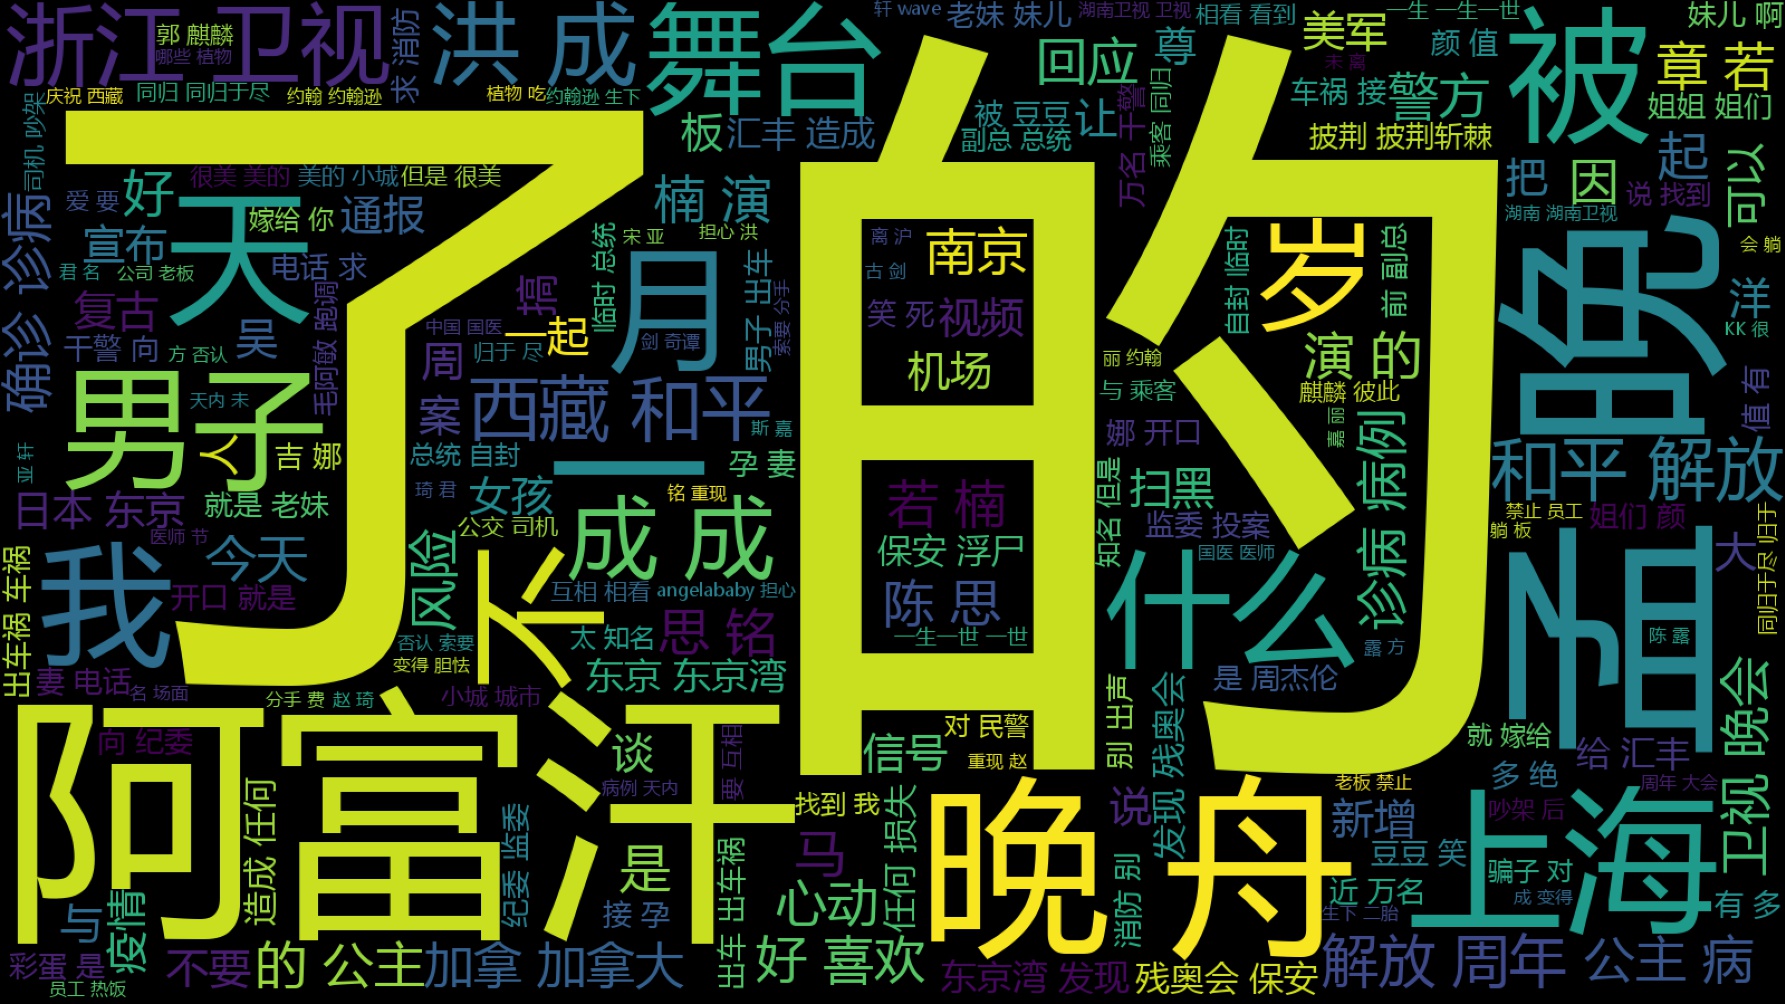 浙江 卫视
郭 麒麟
哪些 植物
求 消防
洪 成
舞台
轩 wave
老妹 妹儿
湖南卫视 卫视
相看 看到
一生 一生一世
妹儿 啊
回应
尊
美军
颜 值
未 离
被
章 若
庆祝 西藏
同归 同归于尽
约翰 约翰逊
植物 吃
约翰逊 生下
板
汇丰 造成
被 豆豆
副总 总统
让
万名 干警
乘客 同归
车祸 接
警方
披荆 披荆斩棘
姐姐 姐们
司机 吵架
了
的
很美 美的
美的 小城
但是 很美
爱 要
好
天
嫁给 你
通报
楠 演
宋 亚
担心 洪
离 沪
古 剑
南京
岁
自封 临时
前 副总
把
因
起
说 找到
可以
湖南 湖南卫视
会 躺
确诊 诊病
宣布
君 名
公司 老板
电话 求
复古
干警 向
方 否认
吴
毛阿敏 跑调
搞
中国 国医
一起
归于 尽
临时 总统
月
剑 奇谭
男子 出车
索要 分手
笑 死
视频
机场
丽 约翰
与 乘客
演 的
麒麟 彼此
晚
洋
KK 很
值 有
男子
天内 未
人
吉 娜
周
案
西藏 和平
斯 嘉
娜 开口
嘉 丽
诊病 病例
亚 轩
日本 东京
就是 老妹
总统 自封
琦 君
女孩
一
孕 妻
铭 重现
若 楠
知名 但是
扫黑
监委 投案
和平 解放
禁止 员工
姐们 颜
躺 板
医师 节
公交 司机
成 成
保安 浮尸
国医 医师
大
同归于尽 归于
出车祸 车祸
我
今天
开口 就是
风险
不
互相 相看
angelababy 担心
陈 思
什么
孟
陈 露
否认 索要
变得 胆怯
太 知名
思 铭
一生一世 一世
露 方
妻 电话
名 场面
分手 费
赵 琦
小城 城市
东京 东京湾
是 周杰伦
别 出声
发现 残奥会
卫视 晚会
向 纪委
阿富汗
谈
要 互相
信号
对 民警
重现 赵
就 嫁给
给 汇丰
病例 天内
老板 禁止
多 绝
周年 大会
造成 任何
纪委 监委
找到 我
任何 损失
晚 舟
说
新增
吵架 后
上海
马
出车 出车祸
是
心动
消防 别
豆豆 笑
骗子 对
近 万名
生下 二胎
成 变得
有 多
与
疫情
接 孕
彩蛋 是
员工 热饭
不要
的 公主
加拿 加拿大
好 喜欢
东京湾 发现
残奥会 保安
解放 周年
公主 病